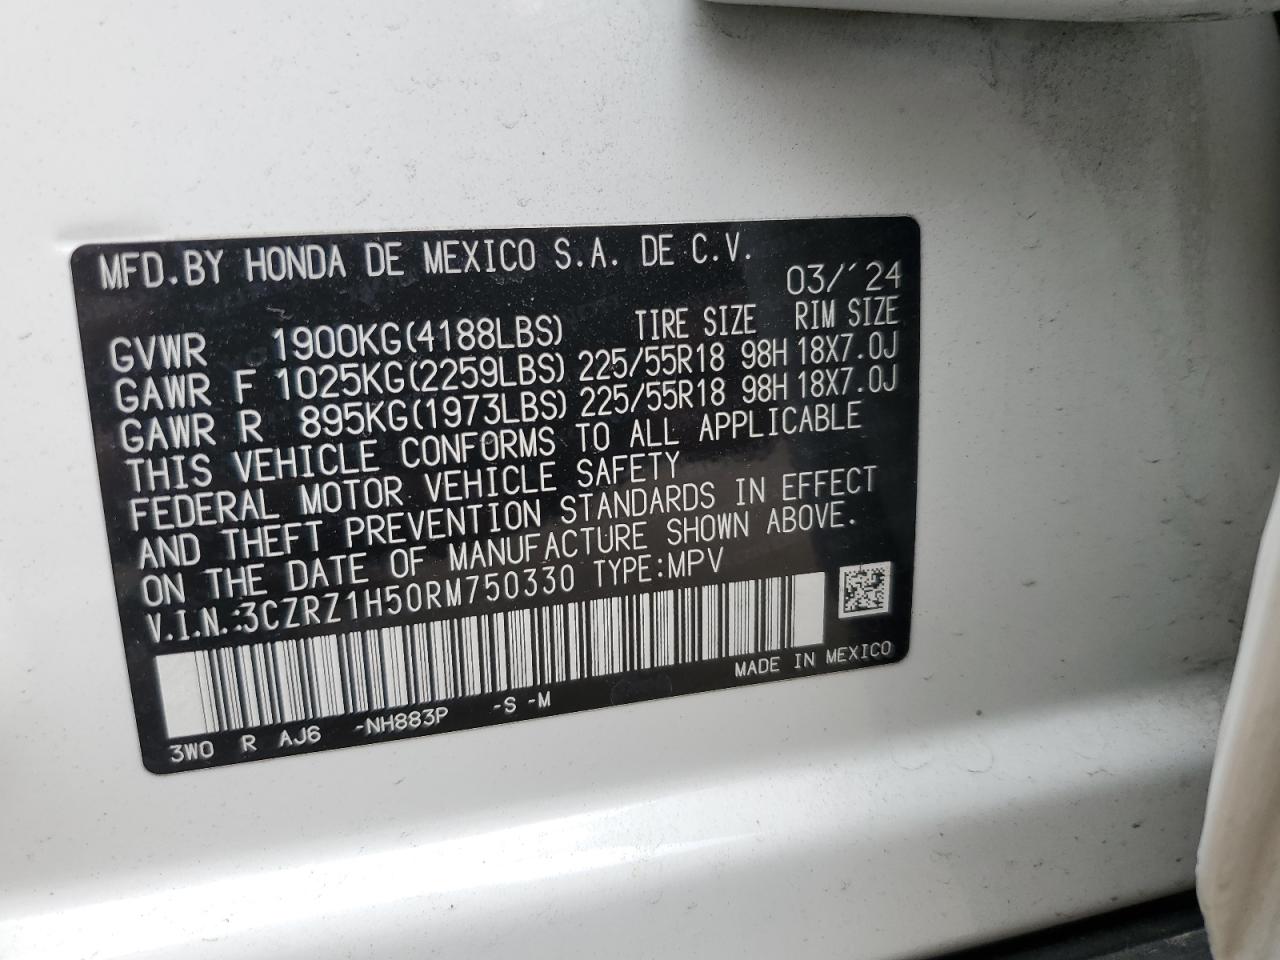 MFD.BY HONDA DE MEXICO S.A. DE C.V.
03/´24
GVWR 1900KG(4188LBS) TIRE SIZE RIM SIZE
GAWR F 1025KG(2259LBS) 225/55R18 98H 18X7.0J
GAWR R 895KG(1973LBS) 225/55R18 98H 18X7.0J
THIS VEHICLE CONFORMS TO ALL APPLICABLE
FEDERAL MOTOR VEHICLE SAFETY
AND THEFT PREVENTION STANDARDS IN EFFECT
ON THE DATE OF MANUFACTURE SHOWN ABOVE.
V.I.N.:3CZRZ1H50RM750330 TYPE:MPV
MADE IN MEXICO
3W0 R AJ6 -NH883P -S -M